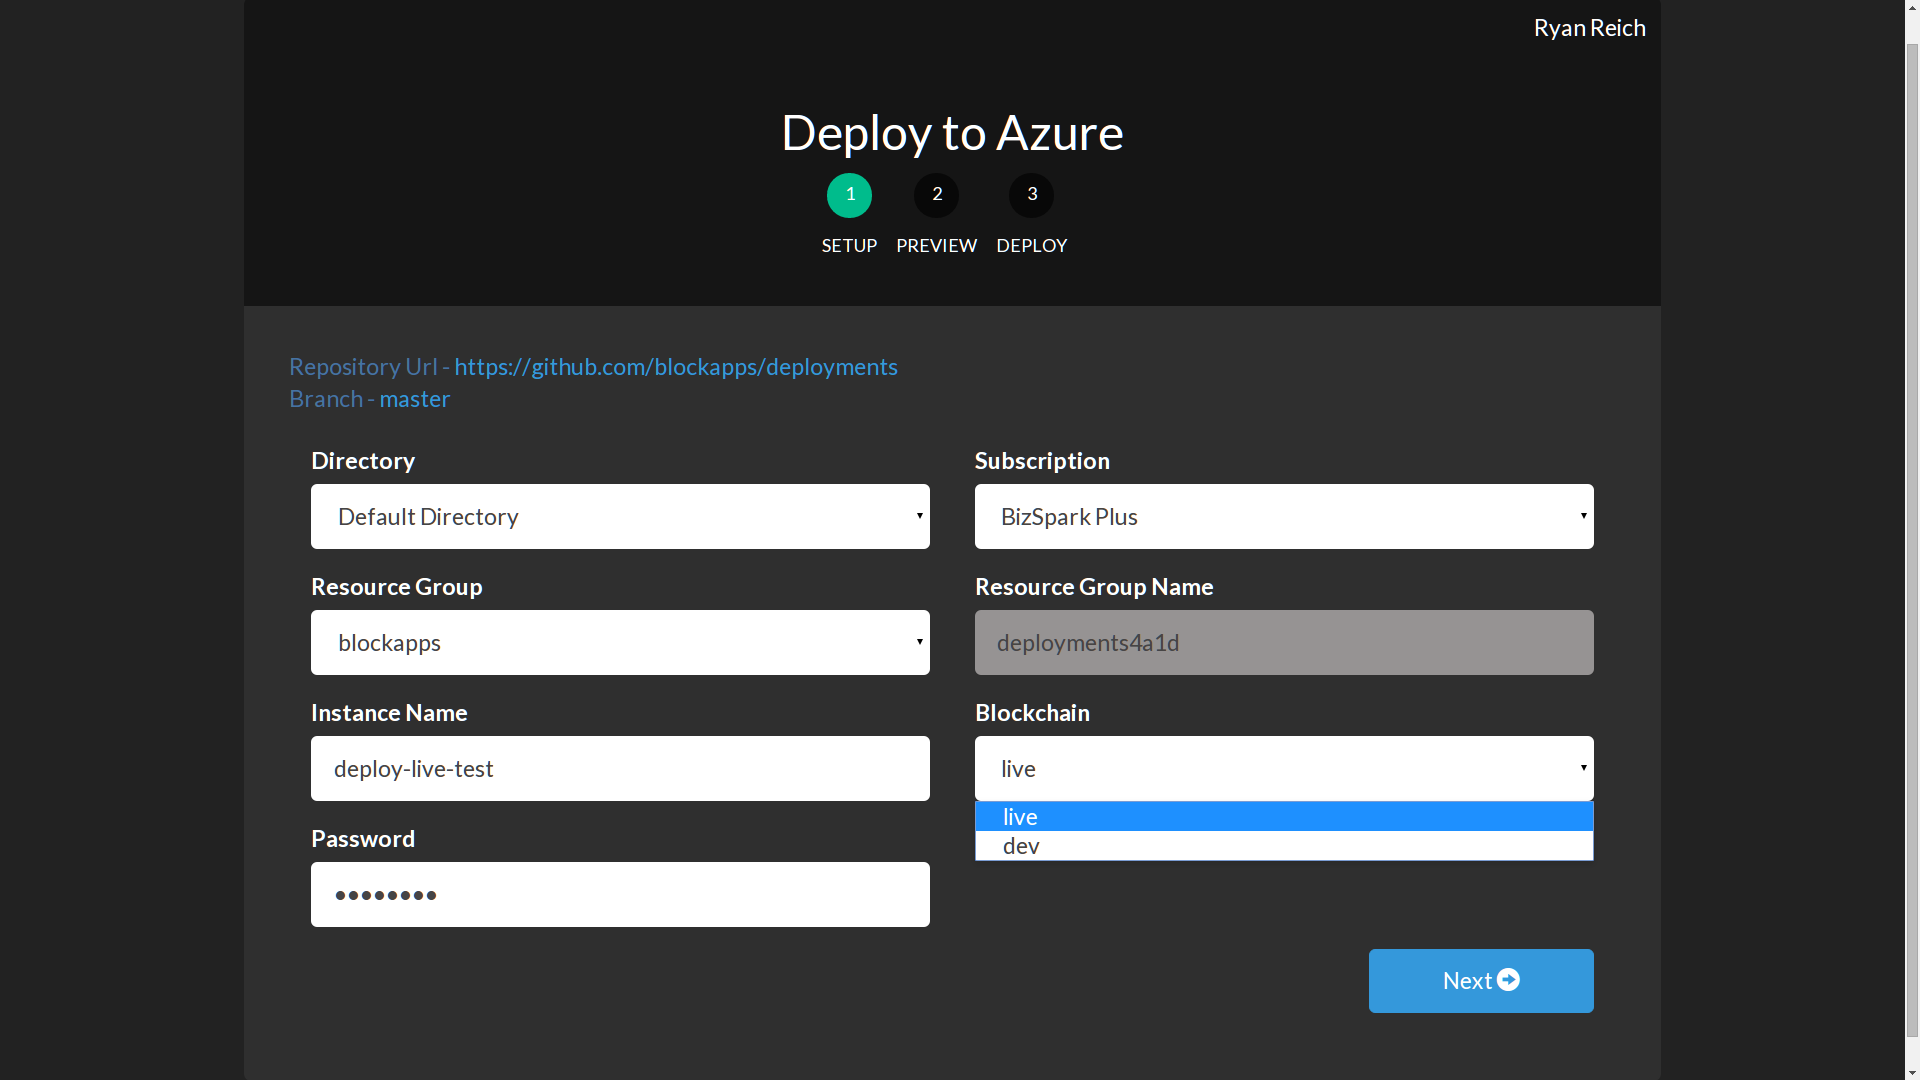 Ryan Reich
Deploy to Azure
1 2 3
SETUP PREVIEW DEPLOY
Repository Url - https://github.com/blockapps/deployments
Branch - master
Directory
Default Directory
Subscription
BizSpark Plus
Resource Group
blockapps
Resource Group Name
deployments4a1d
Instance Name
deploy-live-test
Blockchain
live
live
dev
Password
••••••••
Next